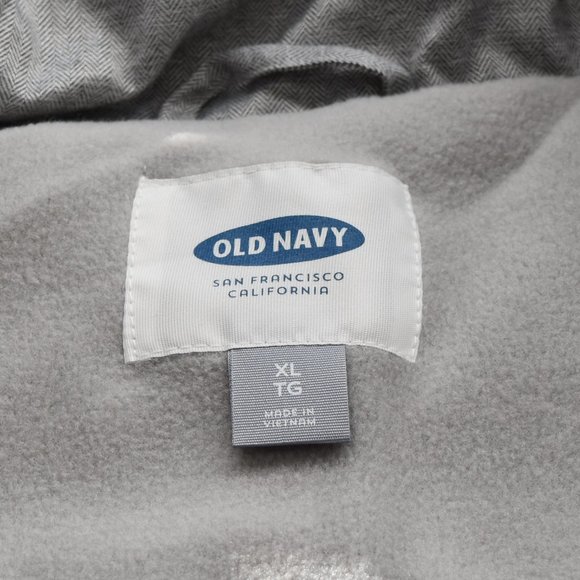 OLD NAVY
SAN FRANCISCO
CALIFORNIA
XL
TG
MADE IN
VIETNAM